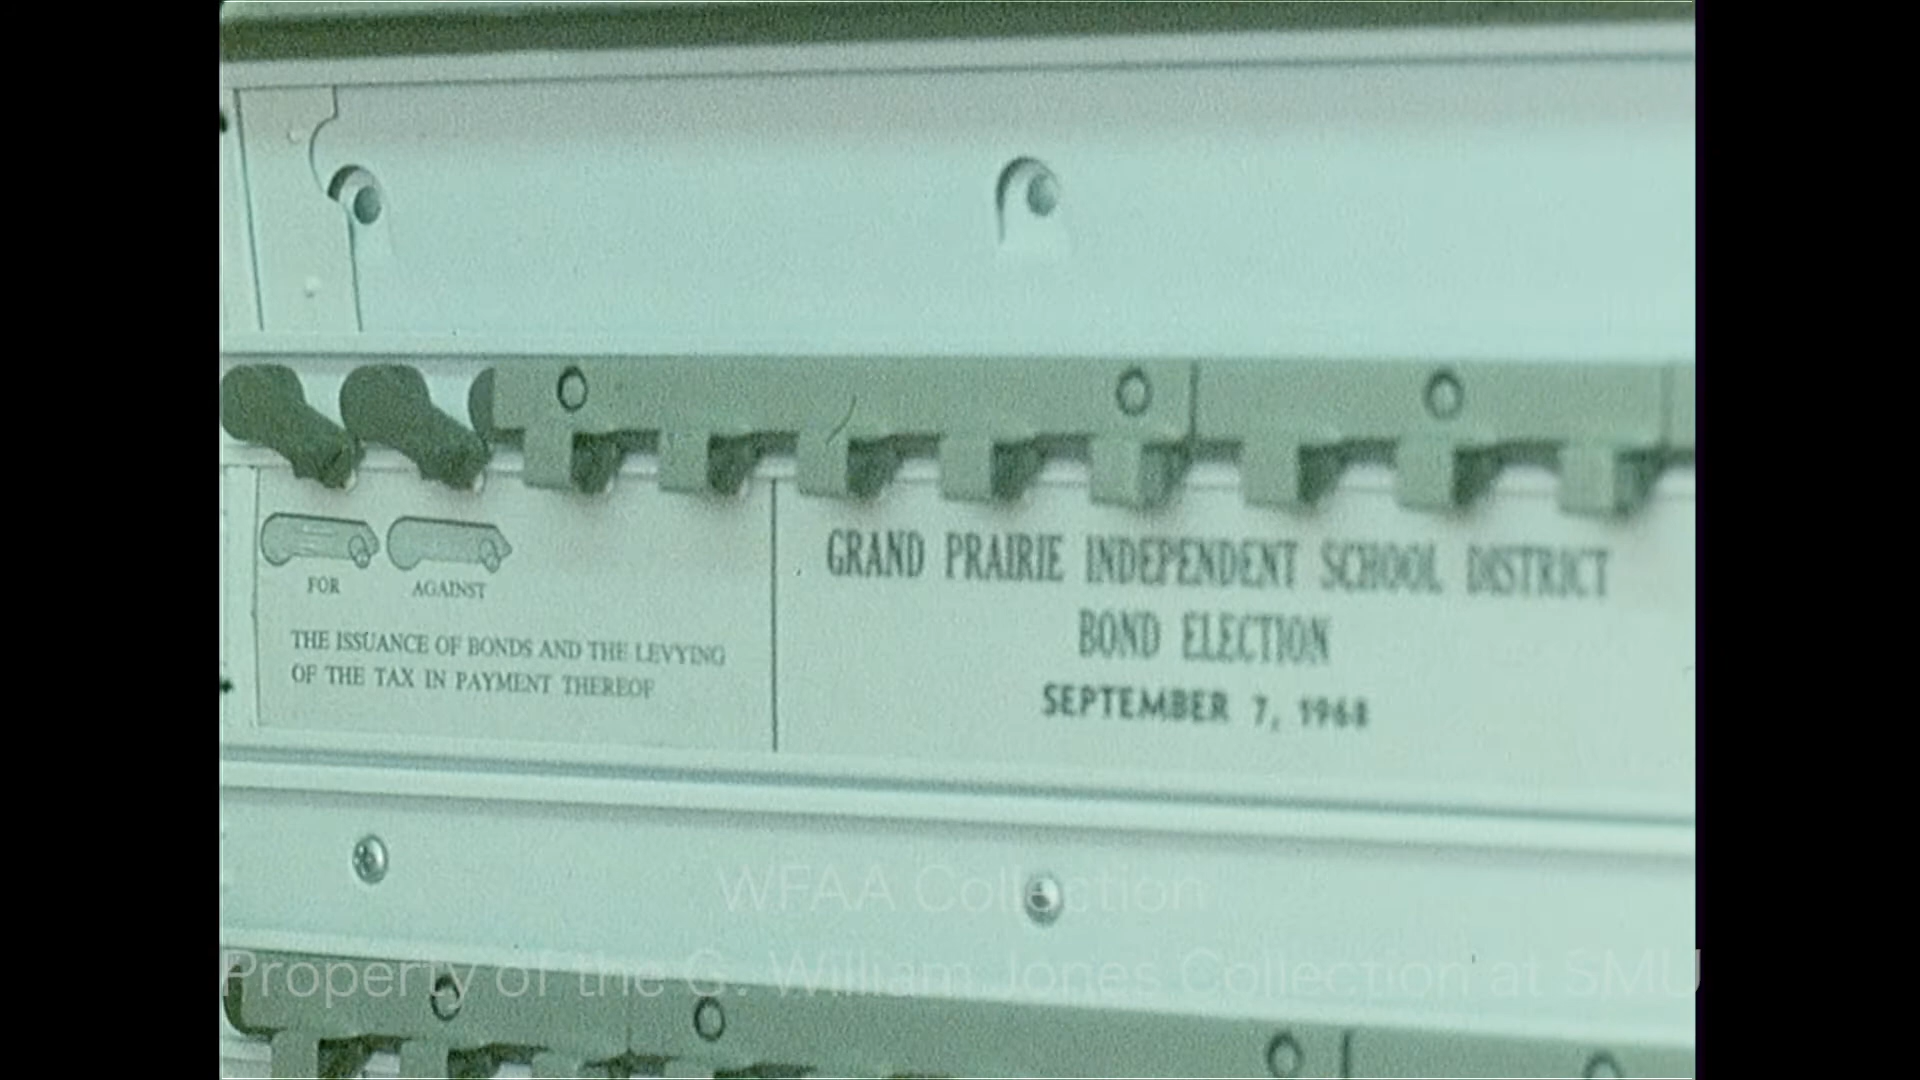 FOR AGAINST
THE ISSUANCE OF BONDS AND THE LEVYING
OF THE TAX IN PAYMENT THEREOF
GRAND PRAIRIE INDEPENDENT SCHOOL DISTRICT
BOND ELECTION
SEPTEMBER 7, 1968
WFAA Collection
Property of the G. William Jones Collection at SMU